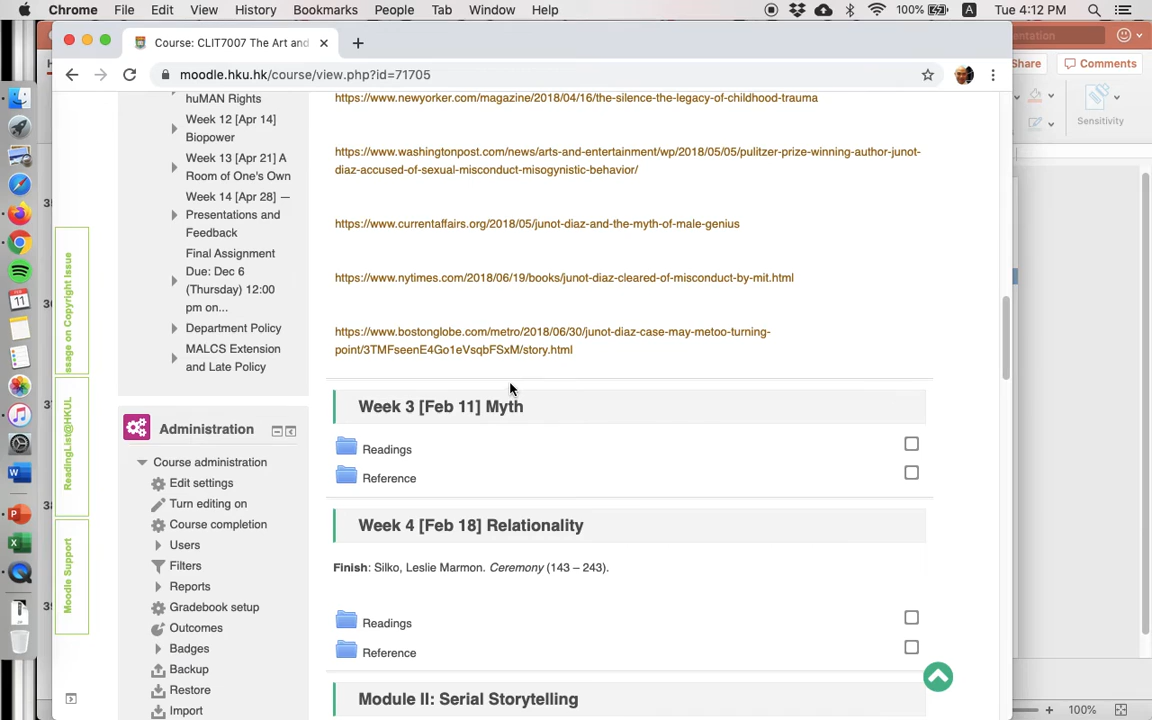 Chrome File Edit View History Bookmarks People Tab Window Help 100% A Tue 4:12 PM
Course: CLIT7007 The Art and
moodle.hku.hk/course/view.php?id=71705
Share Comments
Sensitivity
huMAN Rights
Week 12 [Apr 14]
Biopower
Week 13 [Apr 21] A
Room of One's Own
Week 14 [Apr 28] —
Presentations and
Feedback
Final Assignment
Due: Dec 6
(Thursday) 12:00
pm on...
Department Policy
MALCS Extension
and Late Policy
Administration
Course administration
Edit settings
Turn editing on
Course completion
Users
Filters
Reports
Gradebook setup
Outcomes
Badges
Backup
Restore
Import
https://www.newyorker.com/magazine/2018/04/16/the-silence-the-legacy-of-childhood-trauma
https://www.washingtonpost.com/news/arts-and-entertainment/wp/2018/05/05/pulitzer-prize-winning-author-junot-
diaz-accused-of-sexual-misconduct-misogynistic-behavior/
https://www.currentaffairs.org/2018/05/junot-diaz-and-the-myth-of-male-genius
https://www.nytimes.com/2018/06/19/books/junot-diaz-cleared-of-misconduct-by-mit.html
https://www.bostonglobe.com/metro/2018/06/30/junot-diaz-case-may-metoo-turning-
point/3TMFseenE4Go1eVsqbFSxM/story.html
Week 3 [Feb 11] Myth
Readings
Reference
Week 4 [Feb 18] Relationality
Finish: Silko, Leslie Marmon. Ceremony (143 – 243).
Readings
Reference
Module II: Serial Storytelling
ssage on Copyright Issue
ReadingList@HKUL
Moodle Support
FEB
11
100%